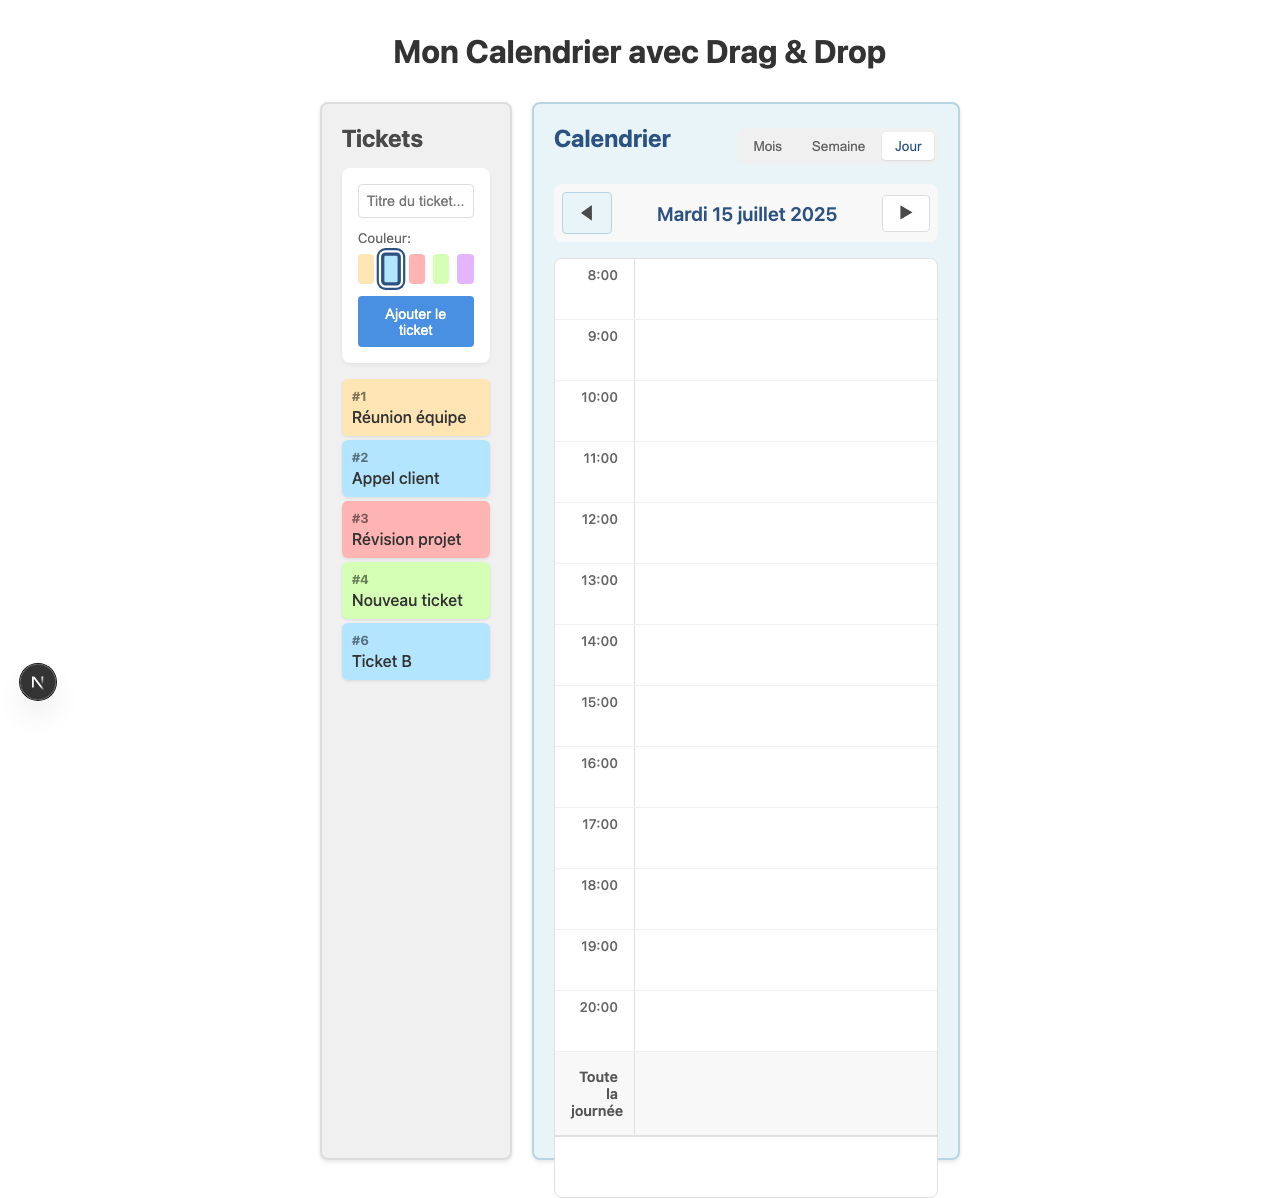 Mon Calendrier avec Drag & Drop
Tickets
Titre du ticket...
Couleur:
Ajouter le
ticket
#1
Réunion équipe
#2
Appel client
#3
Révision projet
#4
Nouveau ticket
#6
Ticket B
N
Calendrier
Mois
Semaine
Jour
Mardi 15 juillet 2025
8:00
9:00
10:00
11:00
12:00
13:00
14:00
15:00
16:00
17:00
18:00
19:00
20:00
Toute
la
journée